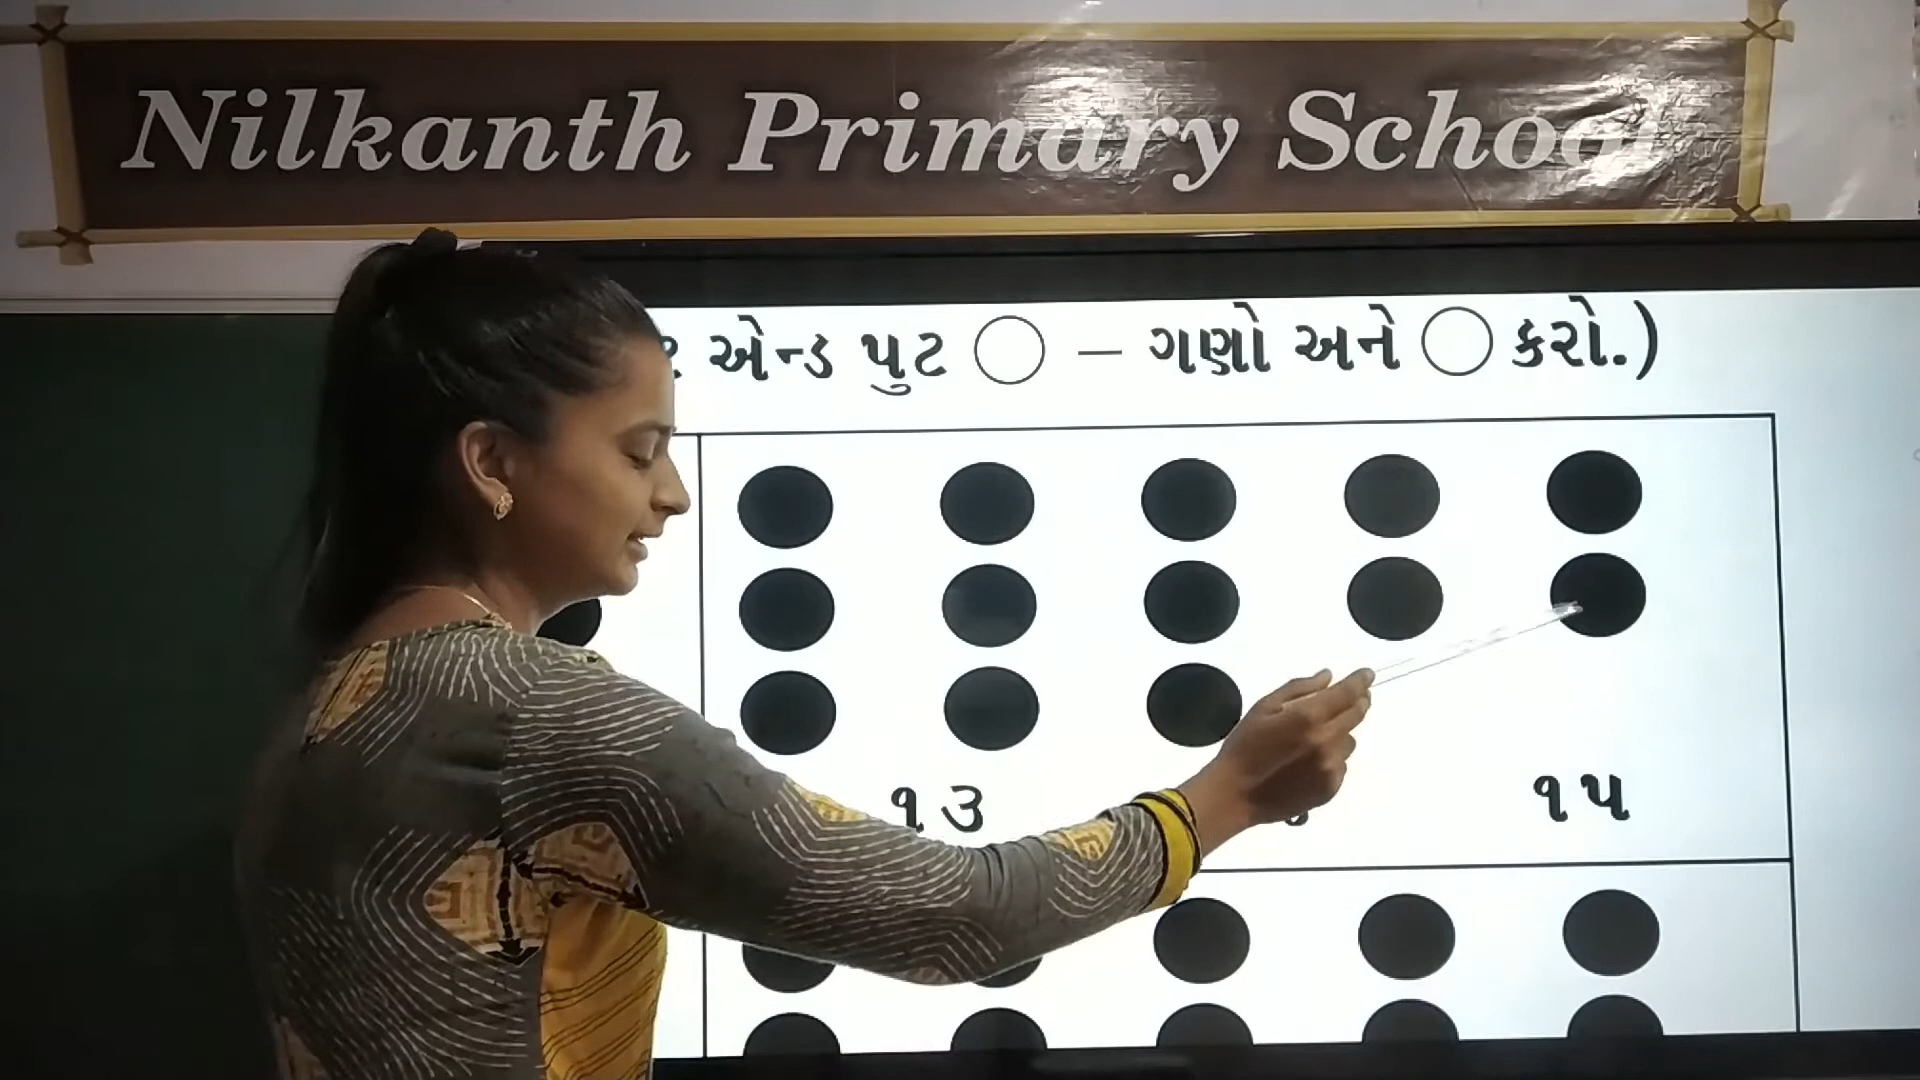 Nilkanth Primary School
એન્ડ પુટ ◯ – ગણો અને ◯ કરો.)
૧૩ ૧૫